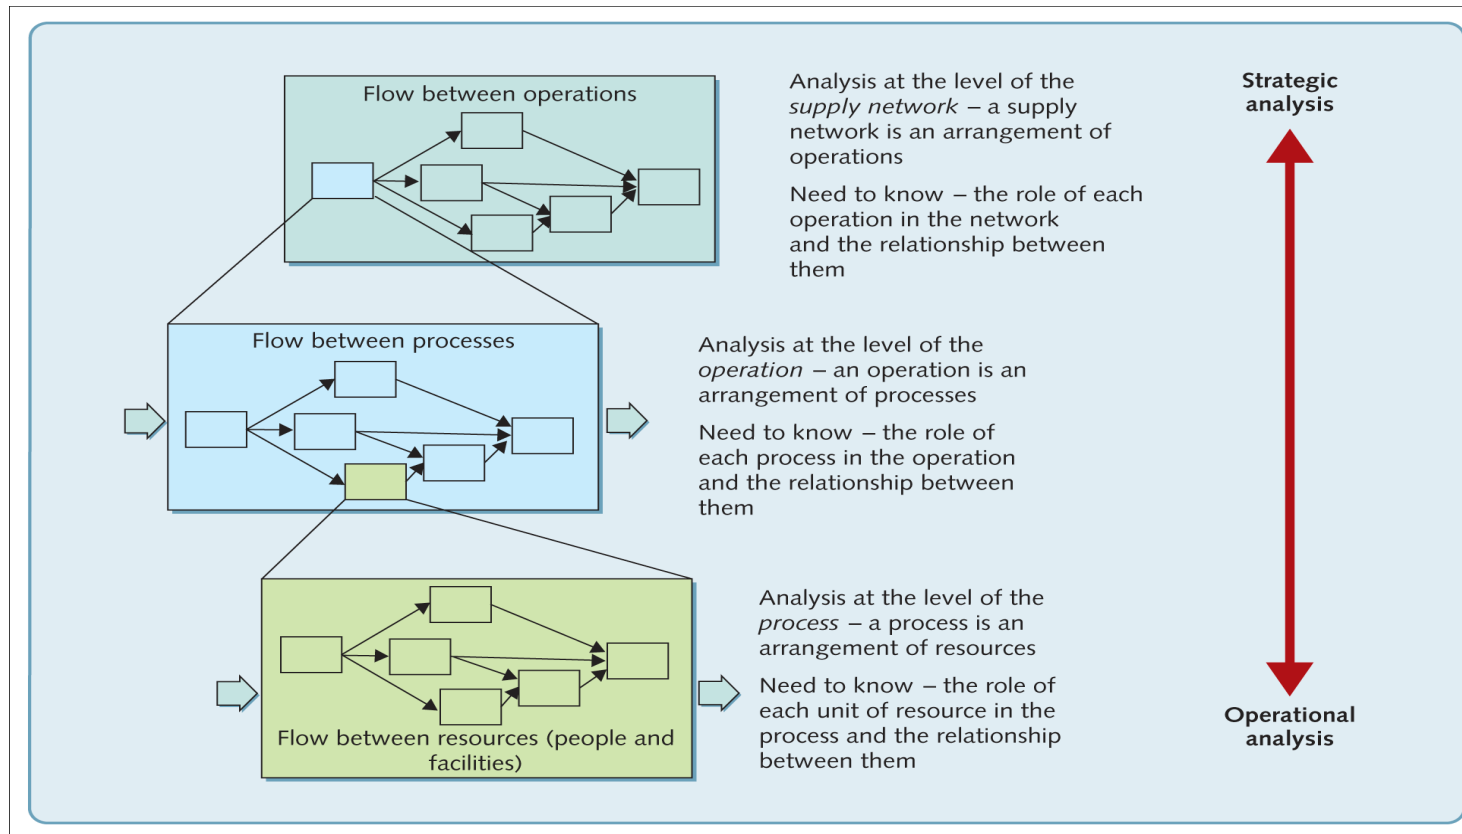 Flow between operations
Analysis at the level of the
supply network – a supply
network is an arrangement of
operations
Need to know – the role of each
operation in the network
and the relationship between
them
Strategic
analysis
Flow between processes
Analysis at the level of the
operation – an operation is an
arrangement of processes
Need to know – the role of
each process in the operation
and the relationship between
them
Analysis at the level of the
process – a process is an
arrangement of resources
Need to know – the role of
each unit of resource in the
process and the relationship
between them
Flow between resources (people and
facilities)
Operational
analysis